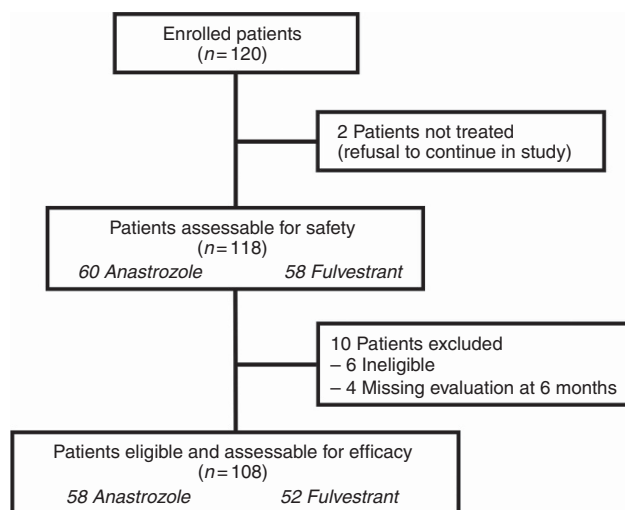 Enrolled patients
(n=120)
2 Patients not treated
(refusal to continue in study)
Patients assessable for safety
(n=118)
60 Anastrozole 58 Fulvestrant
10 Patients excluded
– 6 Ineligible
– 4 Missing evaluation at 6 months
Patients eligible and assessable for efficacy
(n=108)
58 Anastrozole 52 Fulvestrant